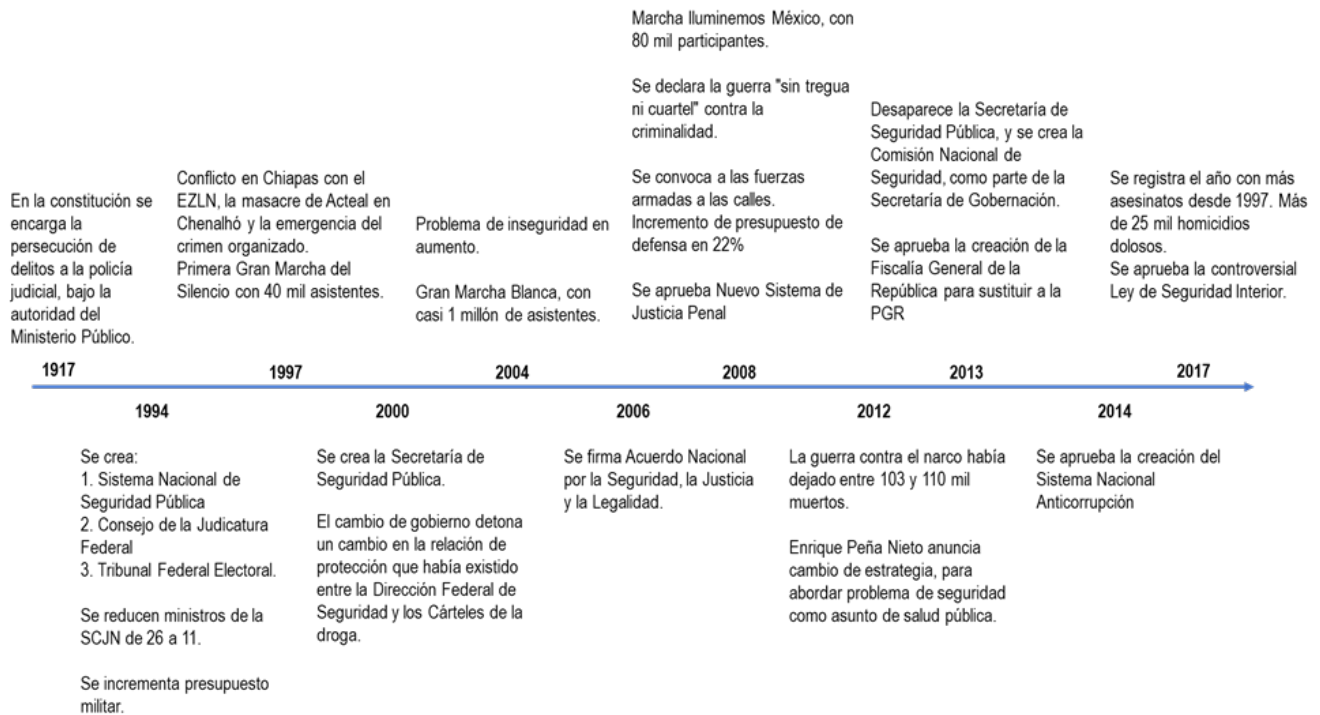 En la constitución se
encarga la
persecución de
delitos a la policía
judicial, bajo la
autoridad del
Ministerio Público.
Conflicto en Chiapas con el
EZLN, la masacre de Acteal en
Chenalhó y la emergencia del
crimen organizado.
Primera Gran Marcha del
Silencio con 40 mil asistentes.
Problema de inseguridad en
aumento.
Gran Marcha Blanca, con
casi 1 millón de asistentes.
Marcha Iluminemos México, con
80 mil participantes.
Se declara la guerra "sin tregua
ni cuartel" contra la
criminalidad.
Se convoca a las fuerzas
armadas a las calles.
Incremento de presupuesto de
defensa en 22%
Se aprueba Nuevo Sistema de
Justicia Penal
Desaparece la Secretaría de
Seguridad Pública, y se crea la
Comisión Nacional de
Seguridad, como parte de la
Secretaría de Gobernación.
Se aprueba la creación de la
Fiscalía General de la
República para sustituir a la
PGR
Se registra el año con más
asesinatos desde 1997. Más
de 25 mil homicidios
dolosos.
Se aprueba la controversial
Ley de Seguridad Interior.
1917
1997
2004
2008
2013
2017
1994
2000
2006
2012
2014
Se crea:
1. Sistema Nacional de
Seguridad Pública
2. Consejo de la Judicatura
Federal
3. Tribunal Federal Electoral.
Se reducen ministros de la
SCJN de 26 a 11.
Se incrementa presupuesto
militar.
Se crea la Secretaría de
Seguridad Pública.
El cambio de gobierno detona
un cambio en la relación de
protección que había existido
entre la Dirección Federal de
Seguridad y los Cárteles de la
droga.
Se firma Acuerdo Nacional
por la Seguridad, la Justicia
y la Legalidad.
La guerra contra el narco había
dejado entre 103 y 110 mil
muertos.
Enrique Peña Nieto anuncia
cambio de estrategia, para
abordar problema de seguridad
como asunto de salud pública.
Se aprueba la creación del
Sistema Nacional
Anticorrupción